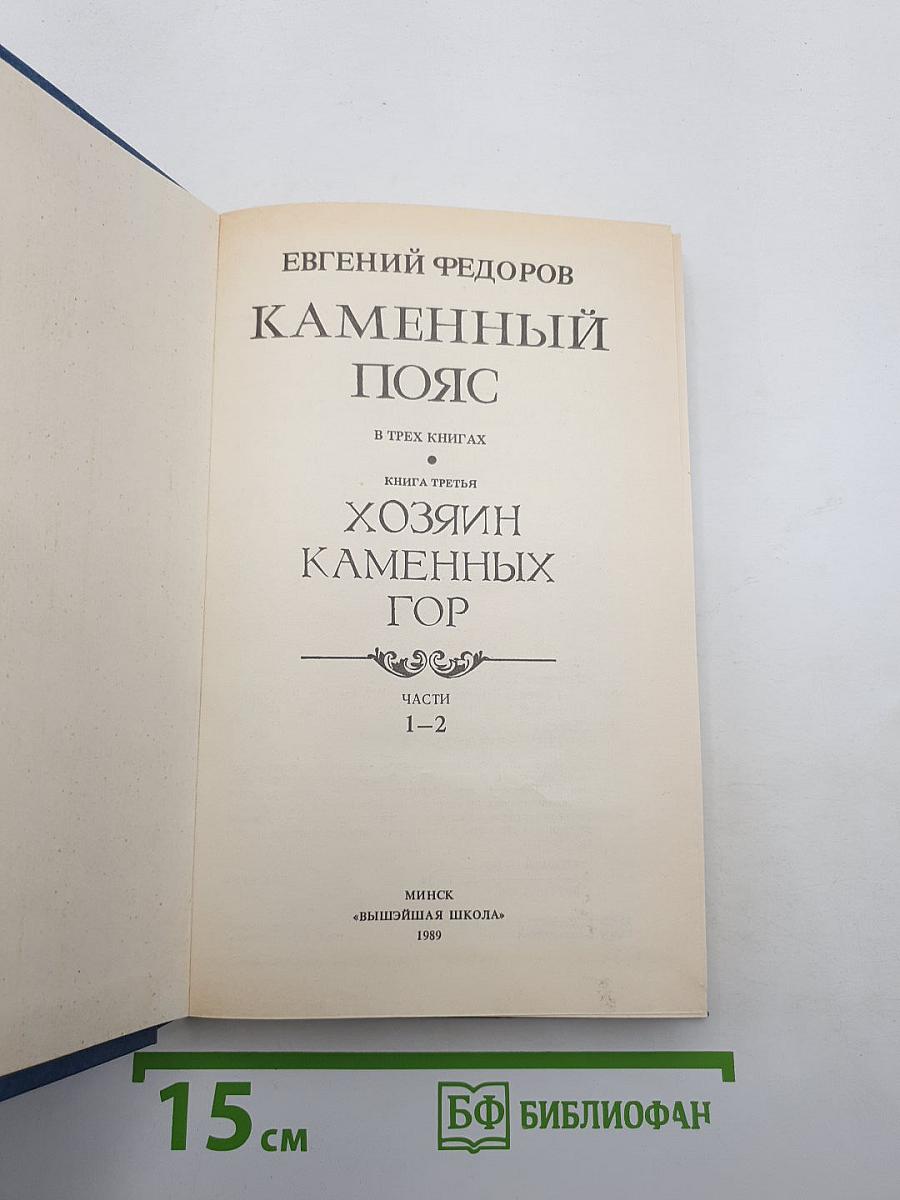 ЕВГЕНИЙ ФЕДОРОВ
КАМЕННЫЙ
ПОЯС
В ТРЕХ КНИГАХ
КНИГА ТРЕТЬЯ
ХОЗЯИН
КАМЕННЫХ
ГОР
ЧАСТИ
1—2
МИНСК
«ВЫШЭЙШАЯ ШКОЛА»
1989
15 см
БФ БИБЛИОФАН